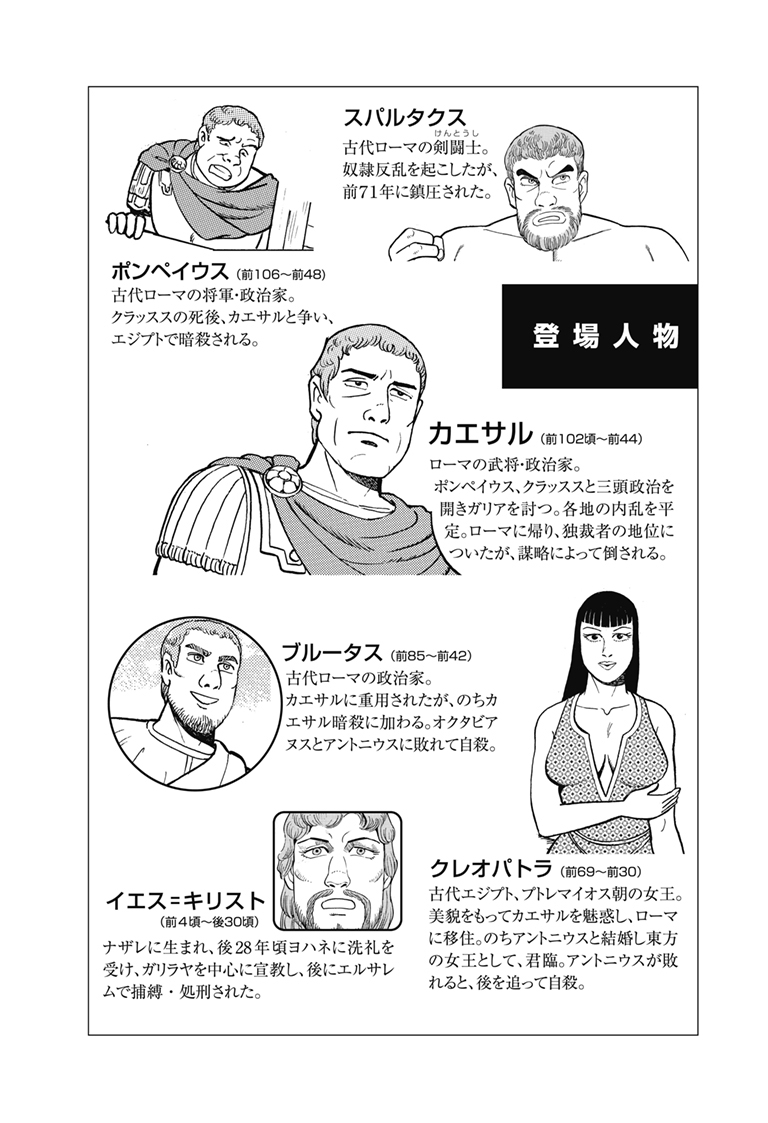 スパルタクス
けんとうし
古代ローマの剣闘士。
奴隷反乱を起こしたが、
前71年に鎮圧された。
ポンペイウス（前106〜前48）
古代ローマの将軍・政治家。
クラッススの死後、カエサルと争い、
エジプトで暗殺される。
登場人物
カエサル（前102頃〜前44）
ローマの武将・政治家。
ポンペイウス、クラッススと三頭政治を
開きガリアを討つ。各地の内乱を平
定。ローマに帰り、独裁者の地位に
ついたが、謀略によって倒される。
ブルータス（前85〜前42）
古代ローマの政治家。
カエサルに重用されたが、のちカ
エサル暗殺に加わる。オクタビア
ヌスとアントニウスに敗れて自殺。
イエス＝キリスト
（前4頃〜後30頃）
ナザレに生まれ、後28年頃ヨハネに洗礼を
受け、ガリラヤを中心に宣教し、後にエルサレ
ムで捕縛・処刑された。
クレオパトラ（前69〜前30）
古代エジプト、プトレマイオス朝の女王。
美貌をもってカエサルを魅惑し、ローマ
に移住。のちアントニウスと結婚し東方
の女王として、君臨。アントニウスが敗
れると、後を追って自殺。